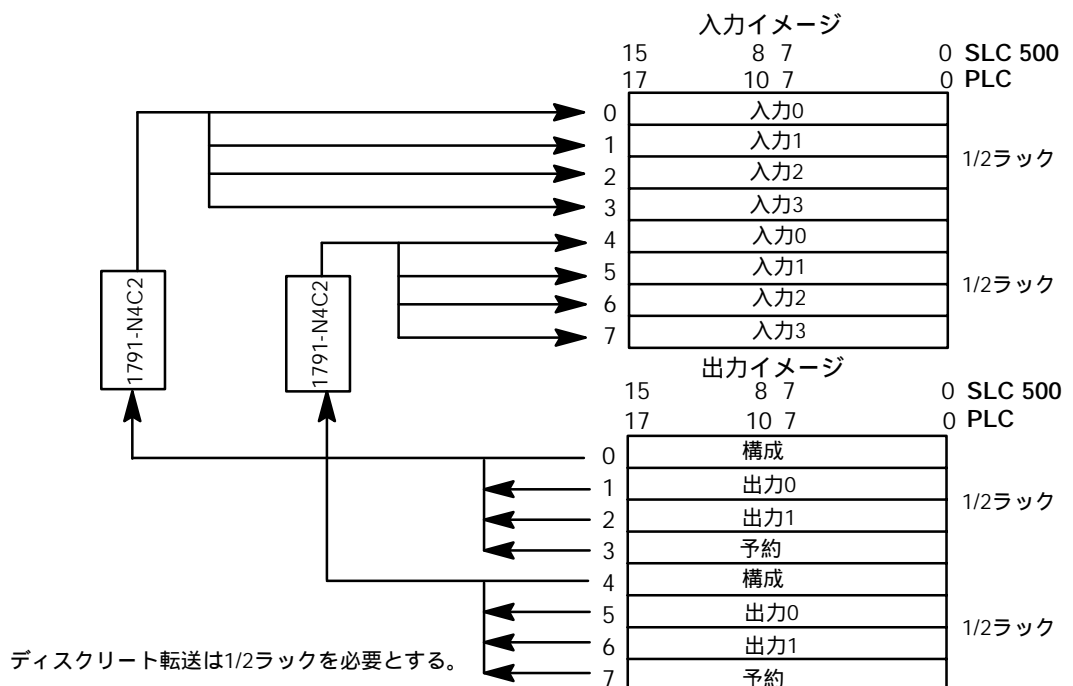 入力イメージ
15 8 7 0 SLC 500
17 10 7 0 PLC
0 入力0
1 入力1
2 入力2
3 入力3
1/2ラック
4 入力0
5 入力1
6 入力2
7 入力3
1/2ラック
1791-N4C2
1791-N4C2
出力イメージ
15 8 7 0 SLC 500
17 10 7 0 PLC
0 構成
1 出力0
2 出力1
3 予約
1/2ラック
4 構成
5 出力0
6 出力1
7 予約
1/2ラック
ディスクリート転送は1/2ラックを必要とする。